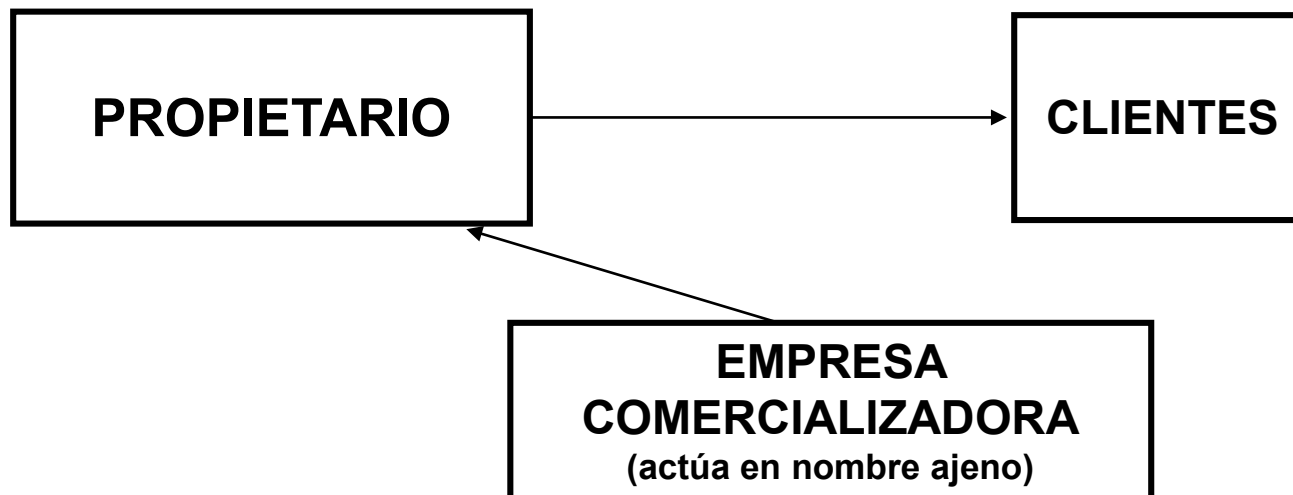 PROPIETARIO
CLIENTES
EMPRESA
COMERCIALIZADORA
(actúa en nombre ajeno)